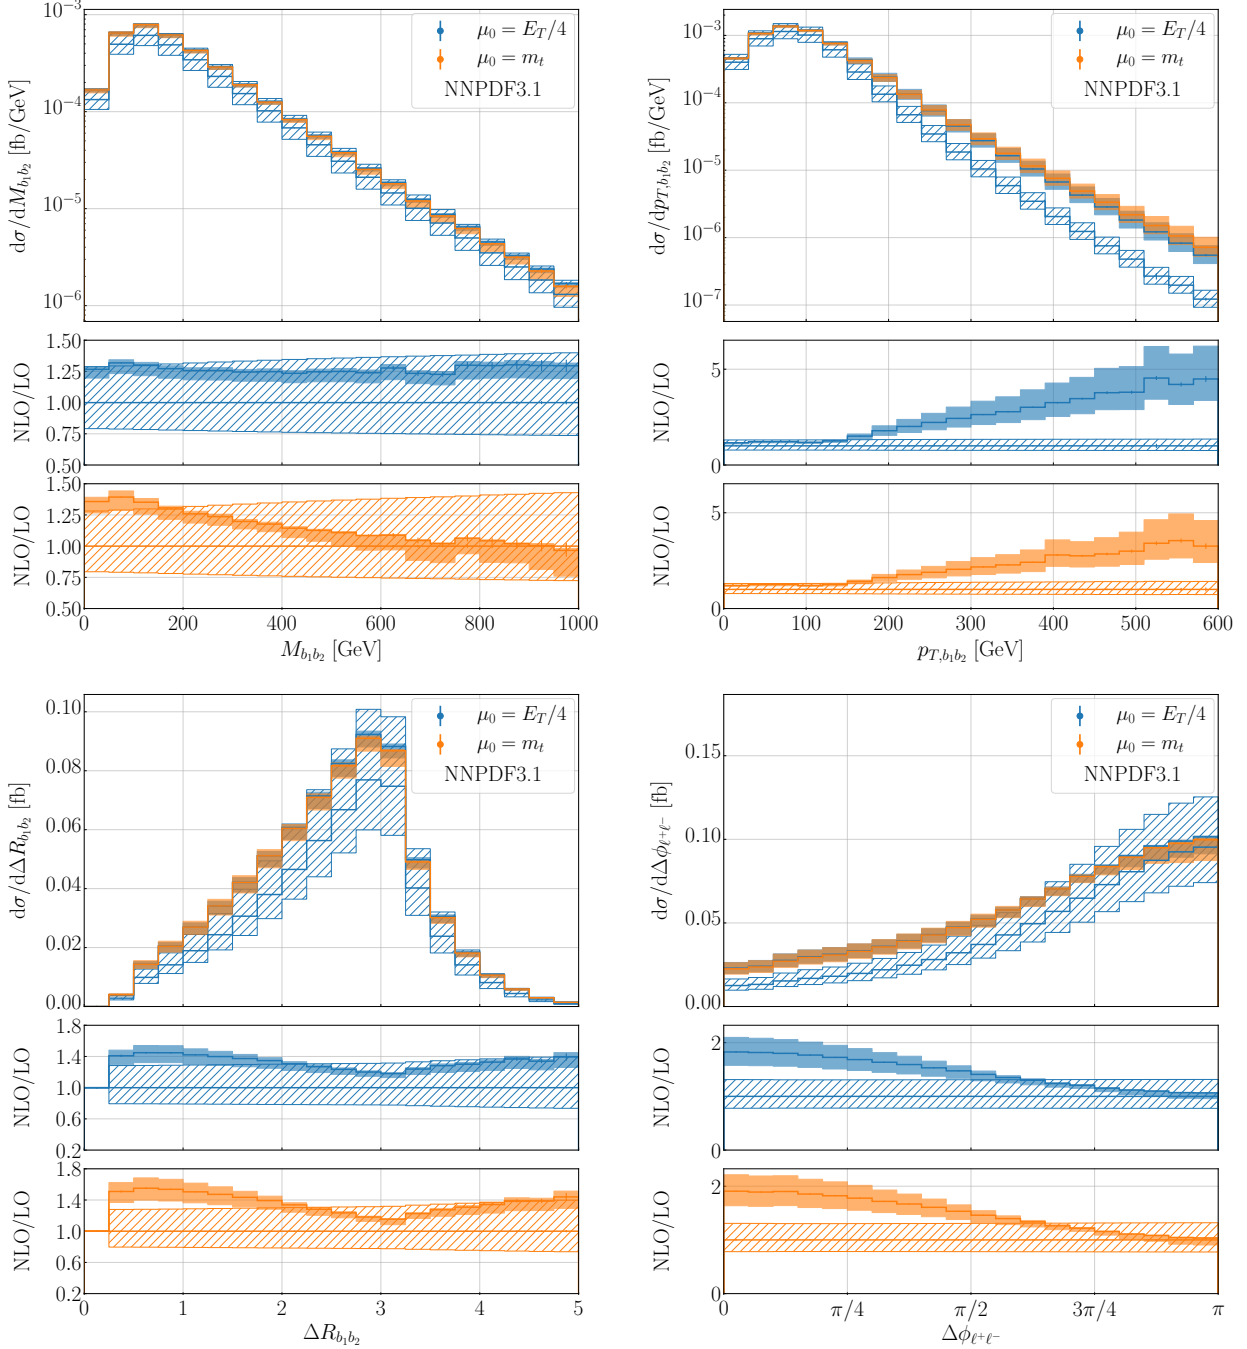 dσ/dM_{b₁b₂} [fb/GeV]
10⁻³
10⁻⁴
10⁻⁵
10⁻⁶
μ₀ = E_T/4
μ₀ = m_t
NNPDF3.1
NLO/LO
1.50
1.25
1.00
0.75
0.50
NLO/LO
1.50
1.25
1.00
0.75
0.50
0 200 400 600 800 1000
M_{b₁b₂} [GeV]
dσ/dp_{T,b₁b₂} [fb/GeV]
10⁻³
10⁻⁴
10⁻⁵
10⁻⁶
10⁻⁷
μ₀ = E_T/4
μ₀ = m_t
NNPDF3.1
NLO/LO
5
0
NLO/LO
5
0
0 100 200 300 400 500 600
p_{T,b₁b₂} [GeV]
dσ/dΔR_{b₁b₂} [fb]
0.10
0.08
0.06
0.04
0.02
0.00
μ₀ = E_T/4
μ₀ = m_t
NNPDF3.1
NLO/LO
1.8
1.4
1.0
0.6
0.2
NLO/LO
1.8
1.4
1.0
0.6
0.2
0 1 2 3 4 5
ΔR_{b₁b₂}
dσ/dΔϕ_{ℓ⁺ℓ⁻} [fb]
0.15
0.10
0.05
0.00
μ₀ = E_T/4
μ₀ = m_t
NNPDF3.1
NLO/LO
2
0
NLO/LO
2
0
0 π/4 π/2 3π/4 π
Δϕ_{ℓ⁺ℓ⁻}